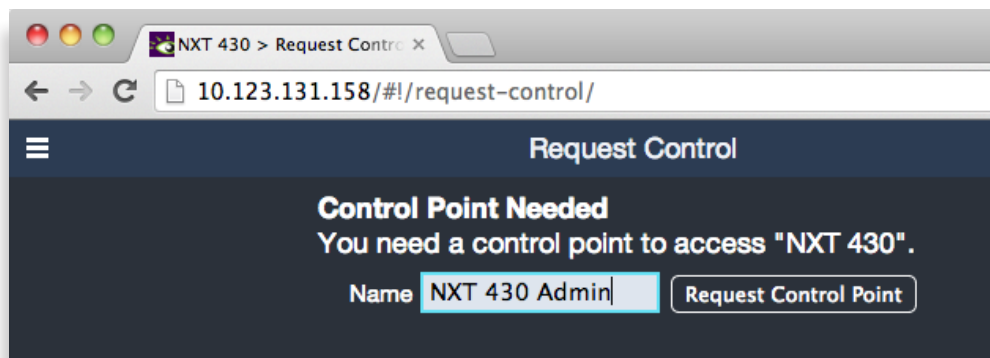 NXT 430 > Request Contro
10.123.131.158/#!/request-control/
Request Control
Control Point Needed
You need a control point to access "NXT 430".
Name NXT 430 Admin Request Control Point